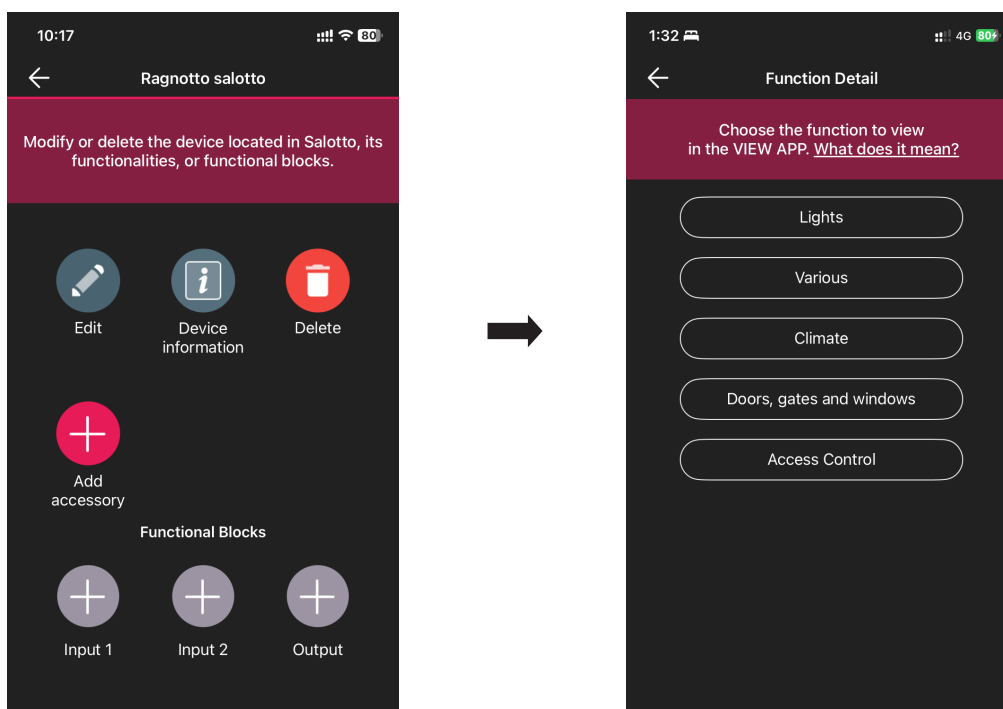 10:17
80
Ragnotto salotto
Modify or delete the device located in Salotto, its
functionalities, or functional blocks.
Edit
Device
information
Delete
Add
accessory
Functional Blocks
Input 1
Input 2
Output
1:32
4G 80
Function Detail
Choose the function to view
in the VIEW APP. What does it mean?
Lights
Various
Climate
Doors, gates and windows
Access Control